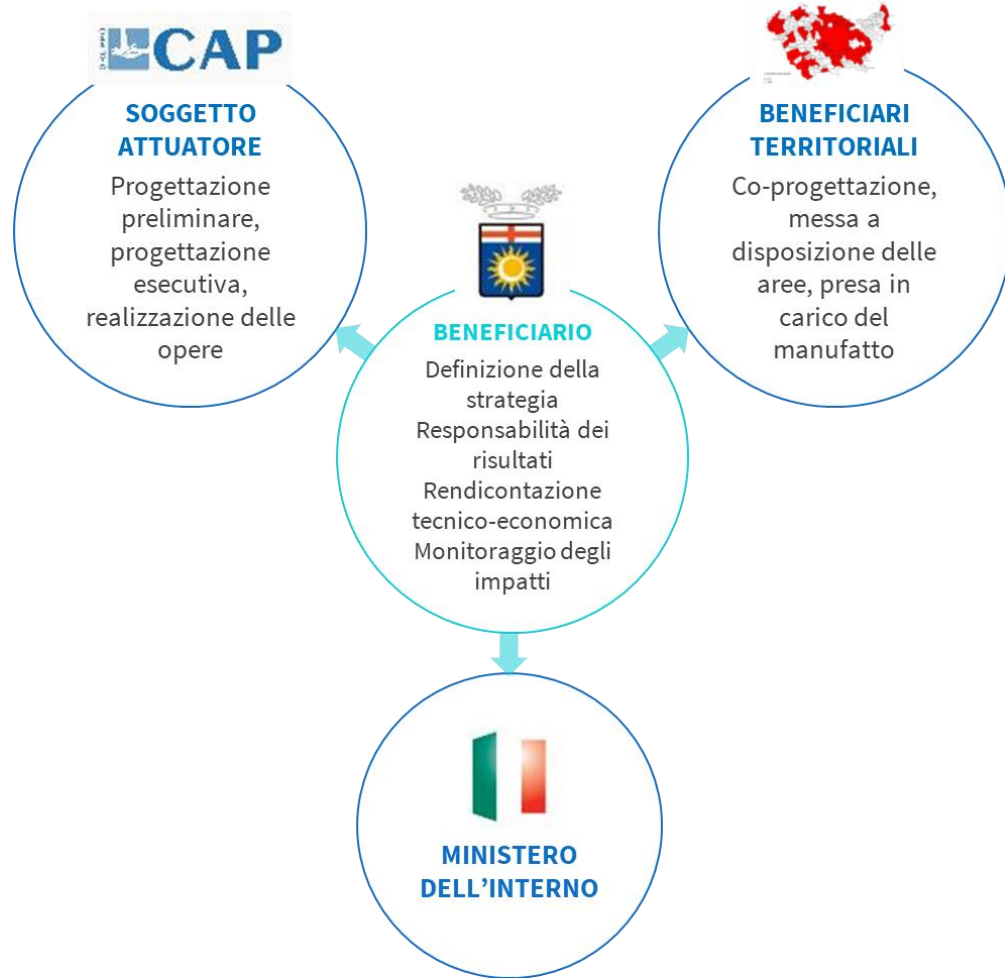 CAP
SOGGETTO
ATTUATORE
Progettazione
preliminare,
progettazione
esecutiva,
realizzazione delle
opere
BENEFICIARI
TERRITORIALI
Co-progettazione,
messa a
disposizione delle
aree, presa in
carico del
manufatto
BENEFICIARIO
Definizione della
strategia
Responsabilità dei
risultati
Rendicontazione
tecnico-economica
Monitoraggio degli
impatti
MINISTERO
DELL’INTERNO